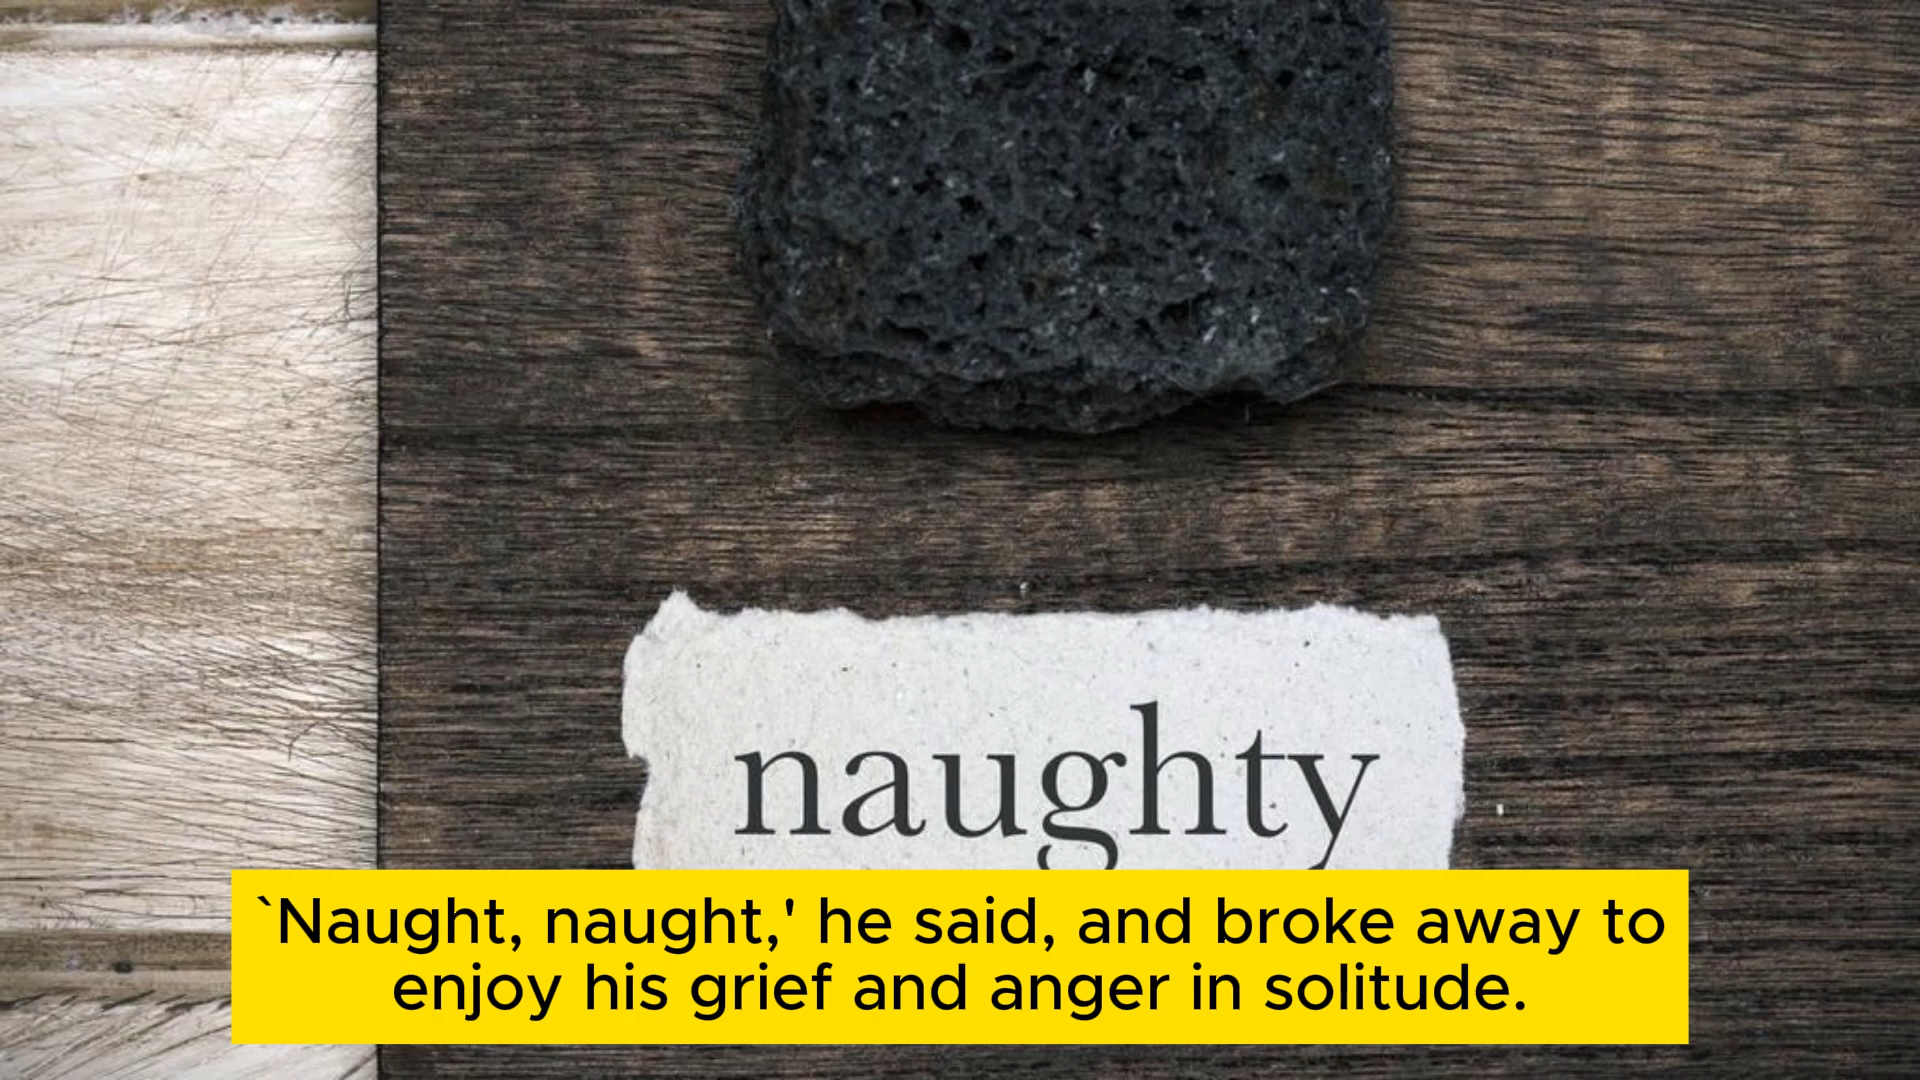 naughty
`Naught, naught,' he said, and broke away to
enjoy his grief and anger in solitude.